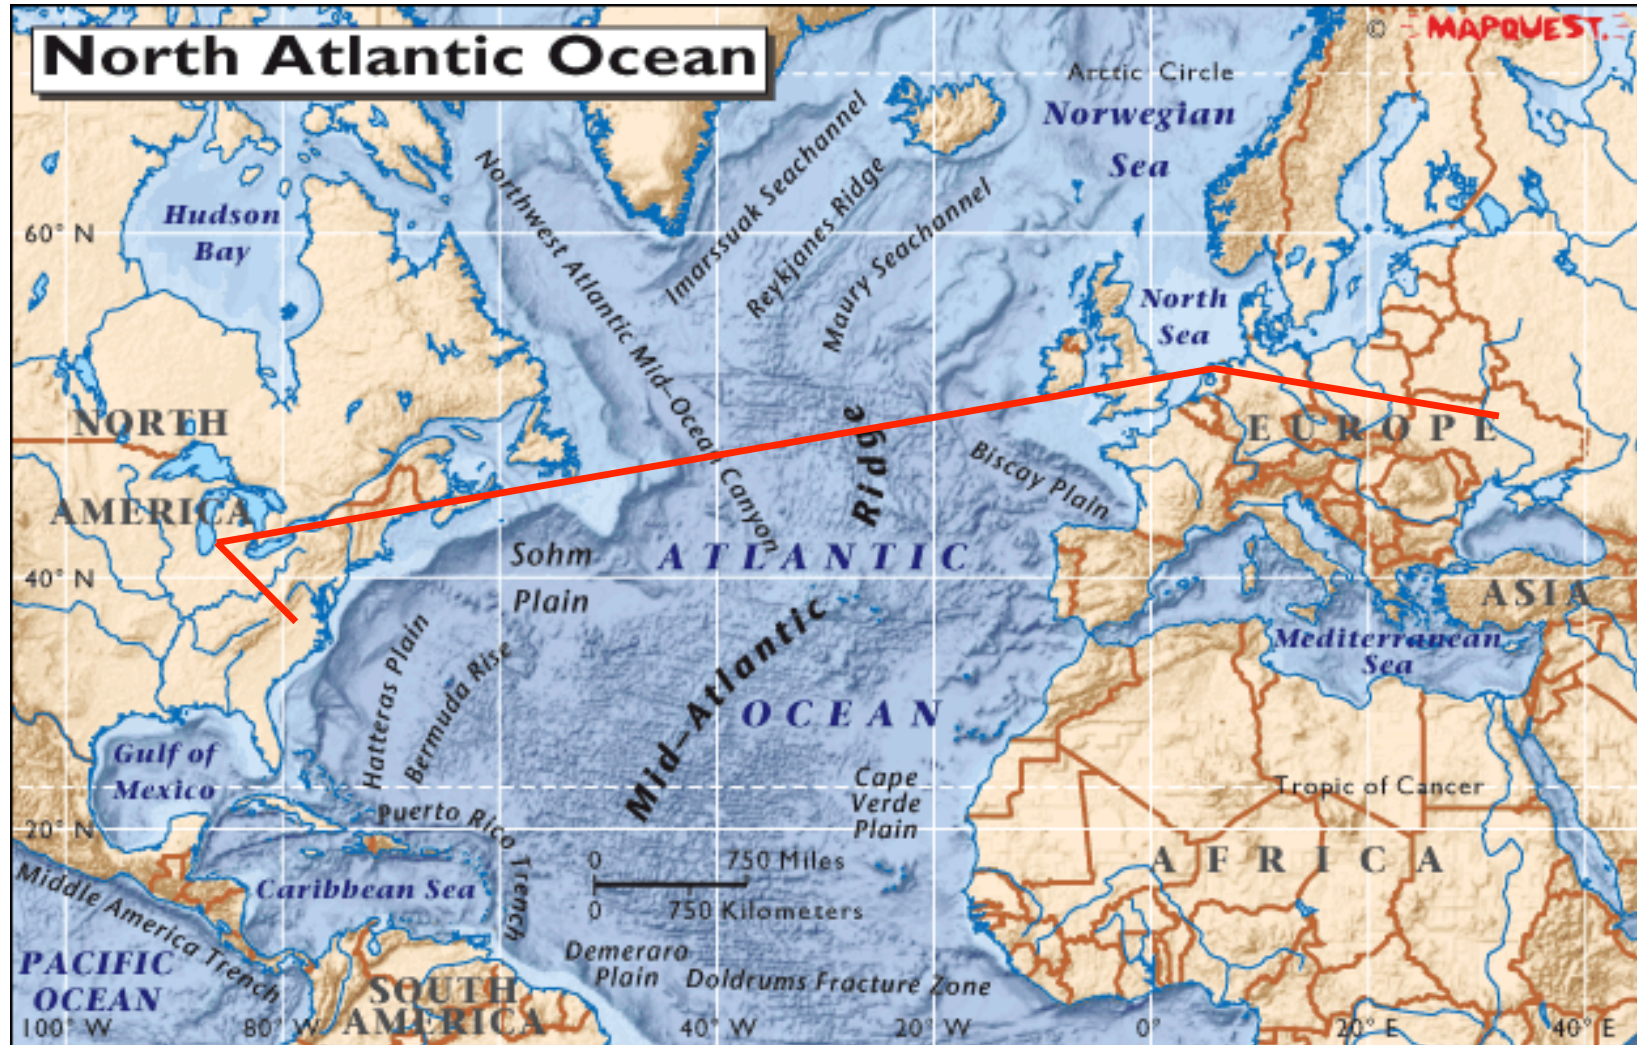 North Atlantic Ocean
© MAPQUEST.
Arctic Circle
Norwegian
Sea
Hudson
Bay
60° N
Northwest Atlantic Mid-Ocean Canyon
Imarssuak Seachannel
Reykjanes Ridge
Maury Seachannel
North
Sea
NORTH
AMERICA
EUROPE
Biscay Plain
Mid-Atlantic Ridge
Sohm
Plain
ATLANTIC
OCEAN
40° N
ASIA
Mediterranean
Sea
Hatteras Plain
Bermuda Rise
Gulf of
Mexico
Cape
Verde
Plain
Tropic of Cancer
Puerto Rico Trench
20° N
0 750 Miles
0 750 Kilometers
AFRICA
Caribbean Sea
Middle America Trench
Demeraro
Plain
Doldrums Fracture Zone
PACIFIC
OCEAN
SOUTH
AMERICA
100° W 80° W 40° W 20° W 0° 20° E 40° E